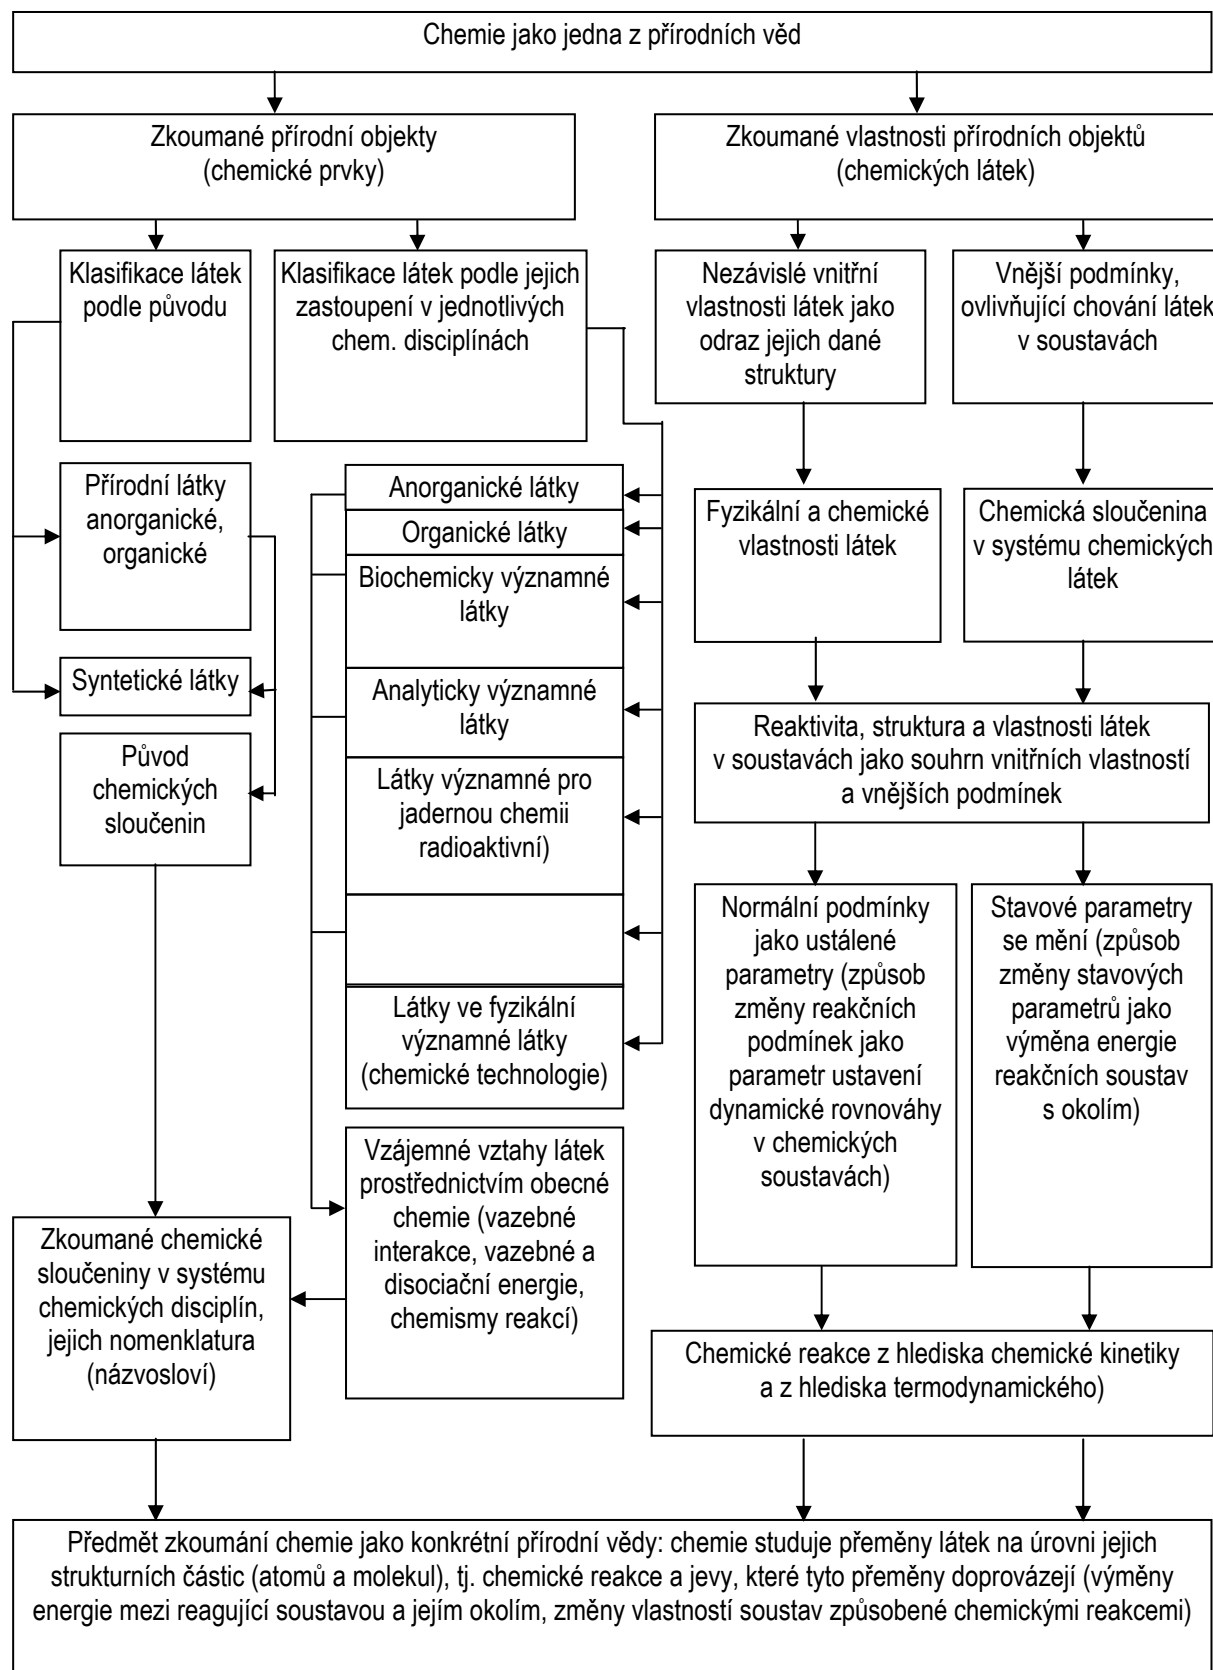 Chemie jako jedna z přírodních věd
Zkoumané přírodní objekty
(chemické prvky)
Zkoumané vlastnosti přírodních objektů
(chemických látek)
Klasifikace látek
podle původu
Klasifikace látek podle jejich
zastoupení v jednotlivých
chem. disciplínách
Nezávislé vnitřní
vlastnosti látek jako
odraz jejich dané
struktury
Vnější podmínky,
ovlivňující chování látek
v soustavách
Přírodní látky
anorganické,
organické
Syntetické látky
Původ
chemických
sloučenin
Anorganické látky
Organické látky
Biochemicky významné
látky
Analyticky významné
látky
Látky významné pro
jadernou chemii
radioaktivní)
Látky ve fyzikální
významné látky
(chemické technologie)
Vzájemné vztahy látek
prostřednictvím obecné
chemie (vazebné
interakce, vazebné a
disociační energie,
chemismy reakcí)
Zkoumané chemické
sloučeniny v systému
chemických disciplín,
jejich nomenklatura
(názvosloví)
Fyzikální a chemické
vlastnosti látek
Chemická sloučenina
v systému chemických
látek
Reaktivita, struktura a vlastnosti látek
v soustavách jako souhrn vnitřních vlastností
a vnějších podmínek
Normální podmínky
jako ustálené
parametry (způsob
změny reakčních
podmínek jako
parametr ustavení
dynamické rovnováhy
v chemických
soustavách)
Stavové parametry
se mění (způsob
změny stavových
parametrů jako
výměna energie
reakčních soustav
s okolím)
Chemické reakce z hlediska chemické kinetiky
a z hlediska termodynamického)
Předmět zkoumání chemie jako konkrétní přírodní vědy: chemie studuje přeměny látek na úrovni jejich
strukturních částic (atomů a molekul), tj. chemické reakce a jevy, které tyto přeměny doprovázejí (výměny
energie mezi reagující soustavou a jejím okolím, změny vlastností soustav způsobené chemickými reakcemi)